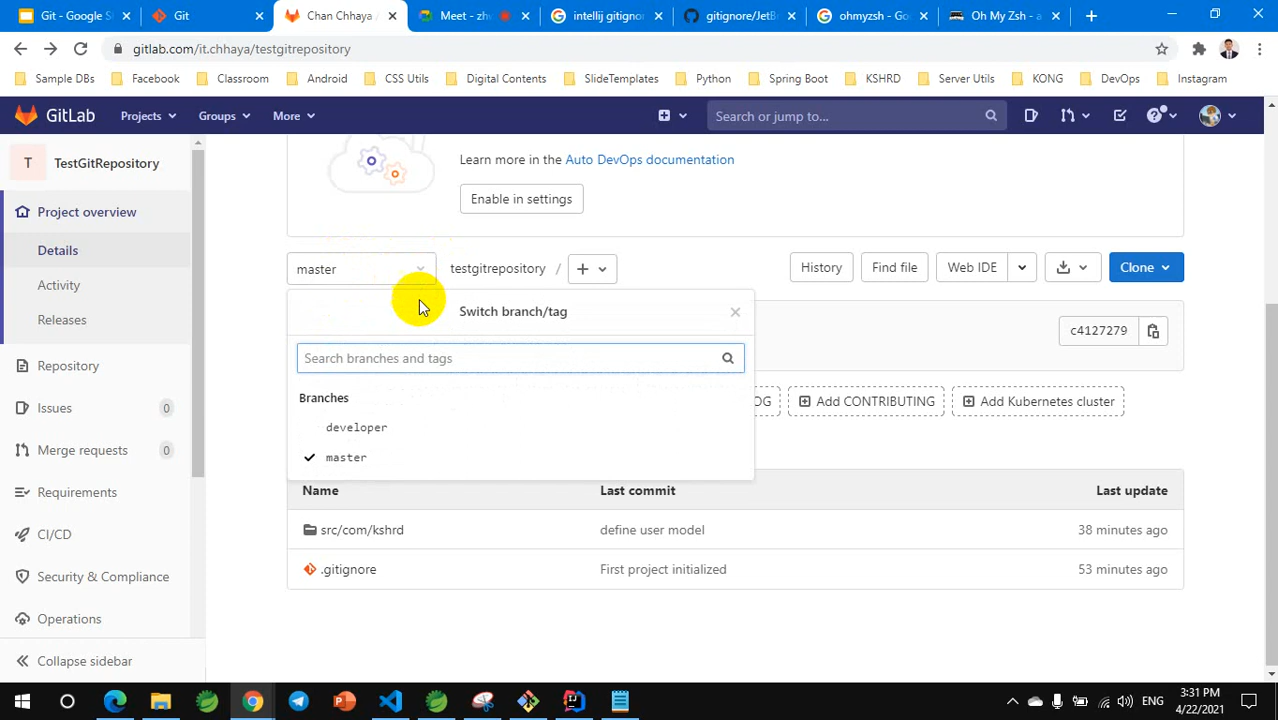 Git - Google S
Git
Chan Chhaya /
Meet - zhv
intellij gitignor
gitignore/JetB
ohmyzsh - Goo
Oh My Zsh - a
gitlab.com/it.chhaya/testgitrepository
Sample DBs
Facebook
Classroom
Android
CSS Utils
Digital Contents
SlideTemplates
Python
Spring Boot
KSHRD
Server Utils
KONG
DevOps
Instagram
GitLab
Projects
Groups
More
Search or jump to...
T
TestGitRepository
Learn more in the Auto DevOps documentation
Enable in settings
Project overview
Details
Activity
Releases
Repository
Issues 0
Merge requests 0
Requirements
CI/CD
Security & Compliance
Operations
Collapse sidebar
master
testgitrepository /
History
Find file
Web IDE
Clone
Switch branch/tag
c4127279
Search branches and tags
Branches
developer
master
OG
Add CONTRIBUTING
Add Kubernetes cluster
Name Last commit Last update
src/com/kshrd define user model 38 minutes ago
.gitignore First project initialized 53 minutes ago
ENG
3:31 PM
4/22/2021